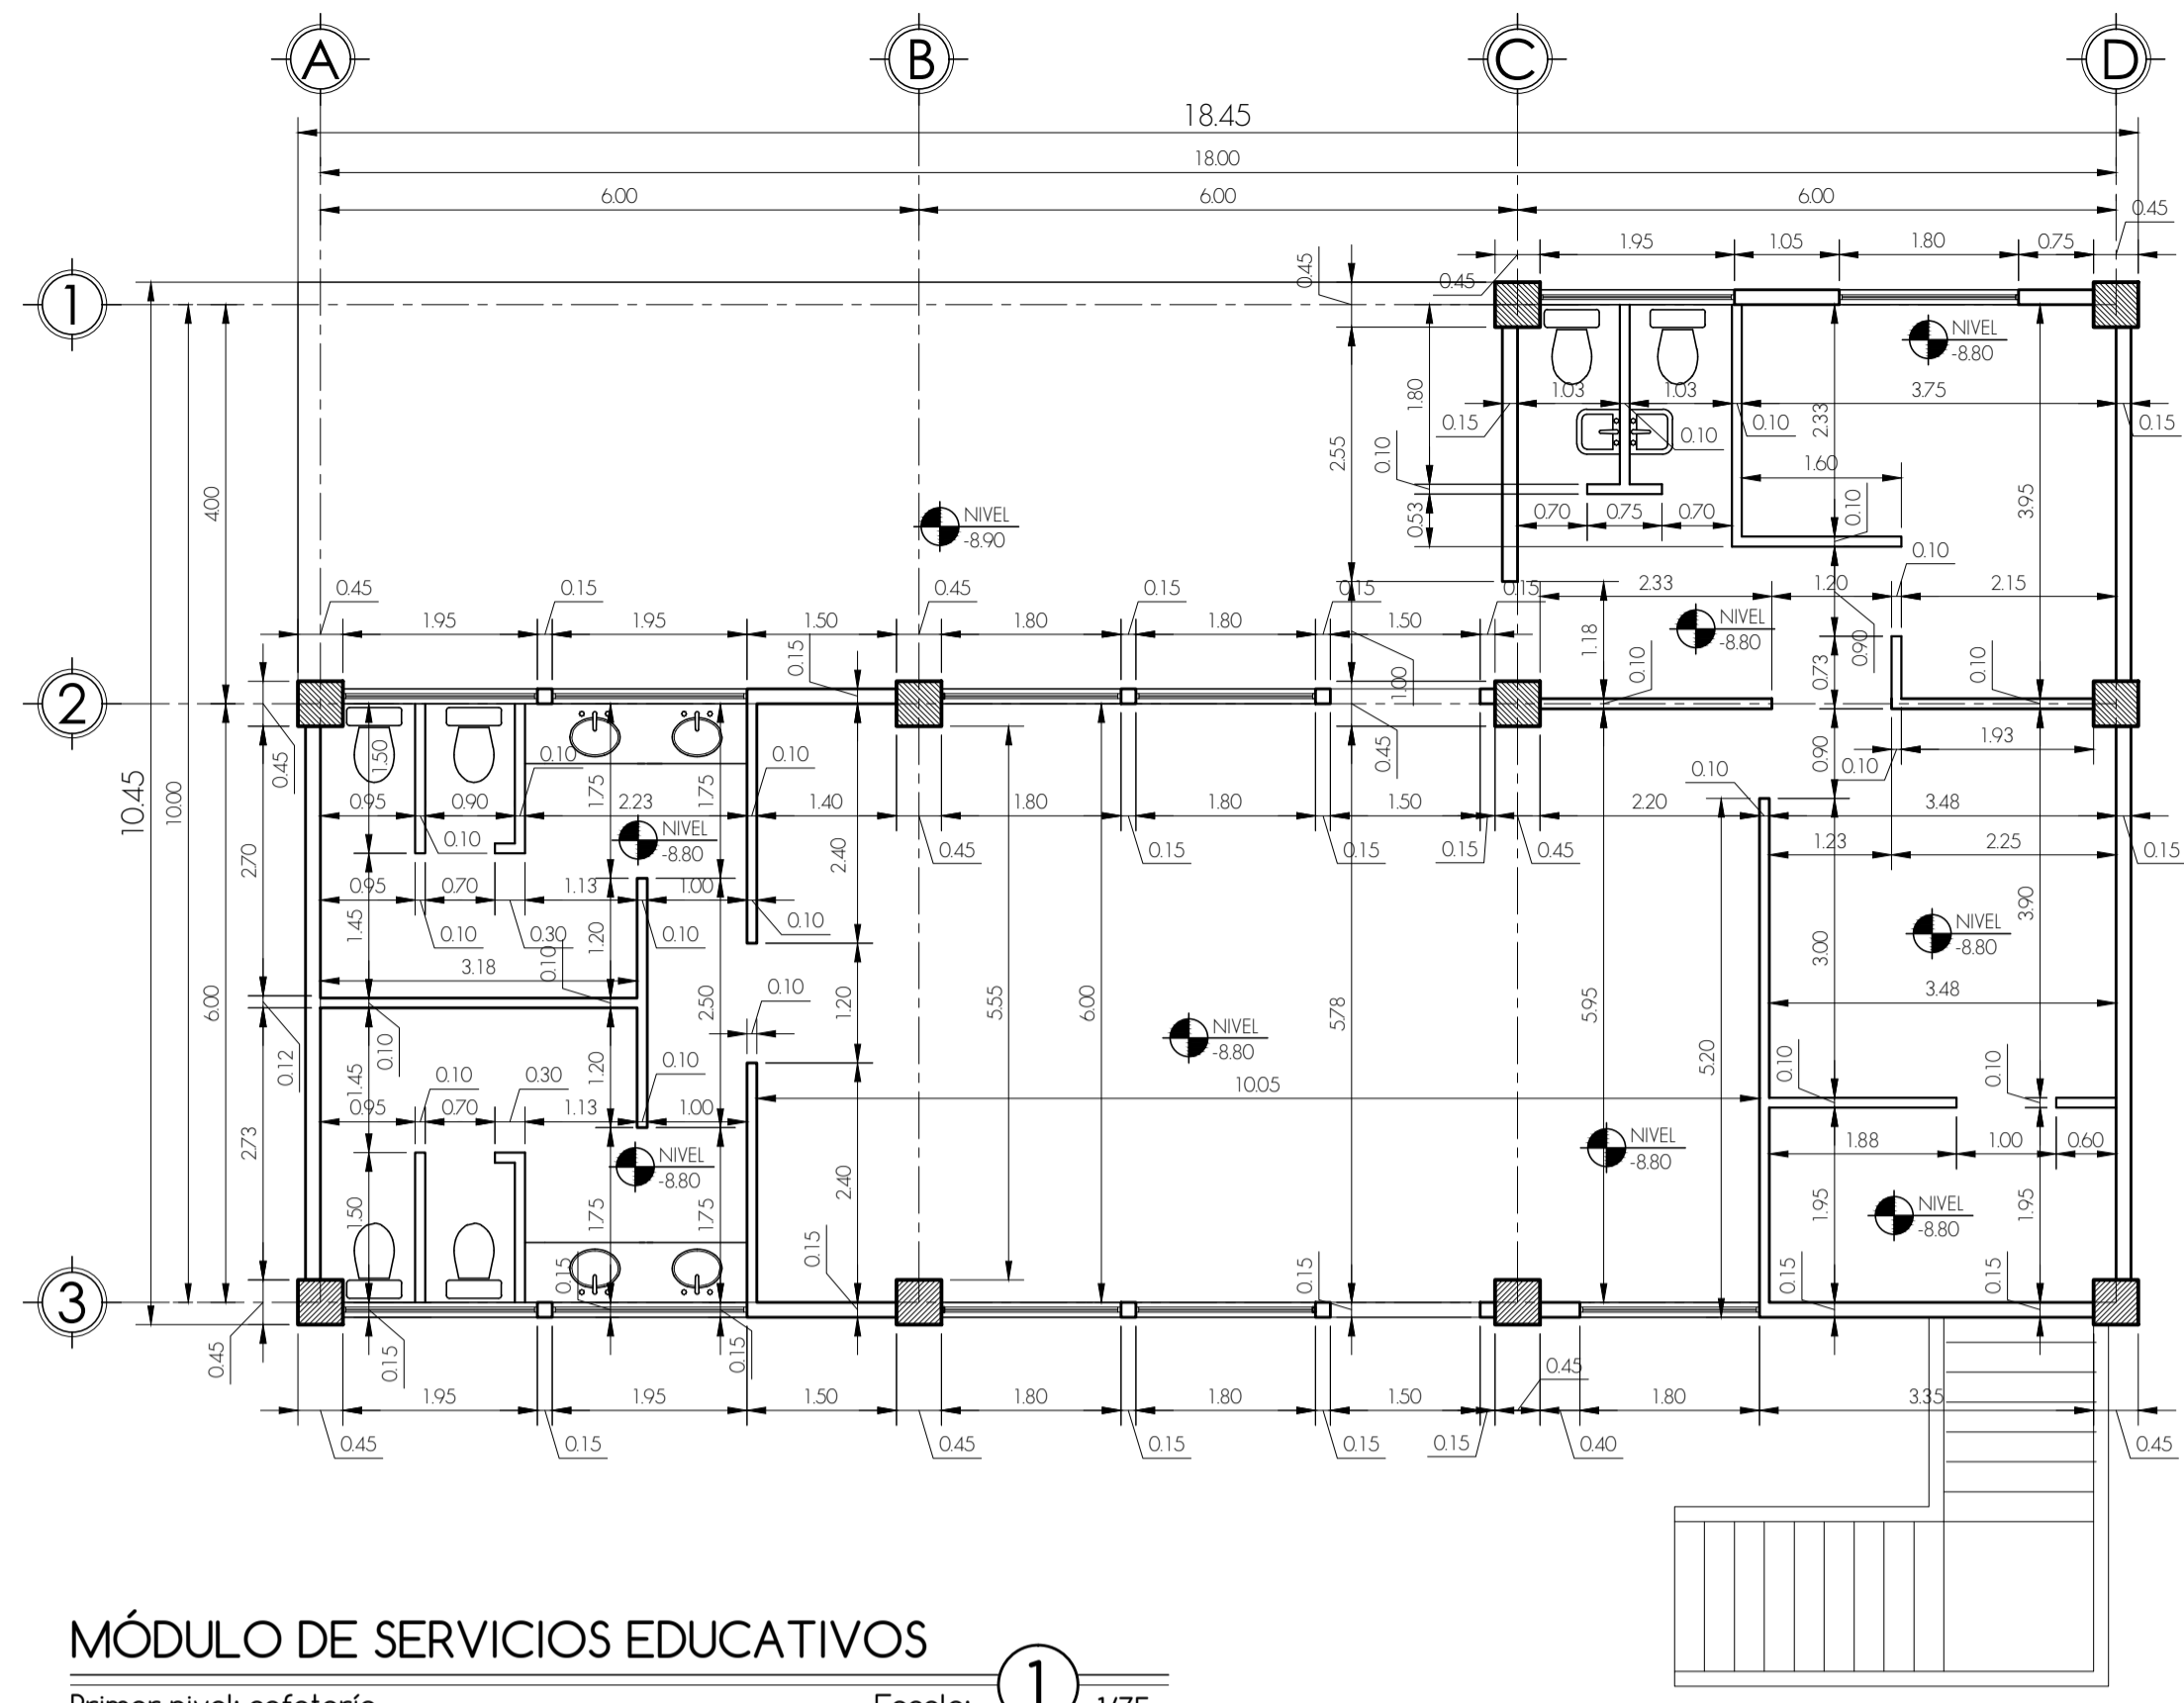 A B C D
18.45
18.00
6.00 6.00 6.00
0.45
1.95 1.05 1.80 0.75
0.45 0.45
1
NIVEL
-8.80
1.80 1.03 1.03 2.33 3.75
0.15 0.10 0.10 0.15
2.55 0.10 1.60
4.00 0.53 0.70 0.75 0.70 0.10 3.95
NIVEL
-8.90
0.10
0.45 0.15 0.45 0.15 0.15 0.15 2.33 1.20 2.15
1.95 1.95 1.50 1.80 1.80 1.50
NIVEL
-8.80
0.15 1.18 0.10 0.90 0.73 0.10
1.00
2
0.45 1.50 0.10 0.10 0.45 0.90 0.10 0.10 1.93
10.45 10.00
1.75 1.75
0.95 0.90 2.23 1.40 1.80 1.80 1.50 2.20 3.48
NIVEL
-8.80
0.10 2.40 0.45 0.15 0.15 0.15 0.45 1.23 2.25 0.15
2.70
0.95 0.70 1.13 1.00
0.10 0.30 0.10 0.10
1.45 1.20 3.90
NIVEL
-8.80
3.18 0.10 3.00
0.10 3.48
6.00 2.50 1.20 5.55 6.00 5.78 5.95
NIVEL
-8.80
0.12 0.10 5.20
1.45 0.10 0.30 1.20 0.10 10.05 0.10 0.10
0.95 0.70 1.13 1.00
2.73
NIVEL
-8.80
NIVEL
-8.80
1.88 1.00 0.60
1.50 1.75 1.75 2.40 1.95 1.95
NIVEL
-8.80
0.15 0.15 0.15 0.15 0.15
3
0.45 0.15 0.15 0.45
1.95 1.95 1.50 1.80 1.80 1.50 1.80 3.35
0.45 0.15 0.45 0.15 0.15 0.15 0.40 0.45
MÓDULO DE SERVICIOS EDUCATIVOS
1
Primer nivel: cafetería Escala: 1/75